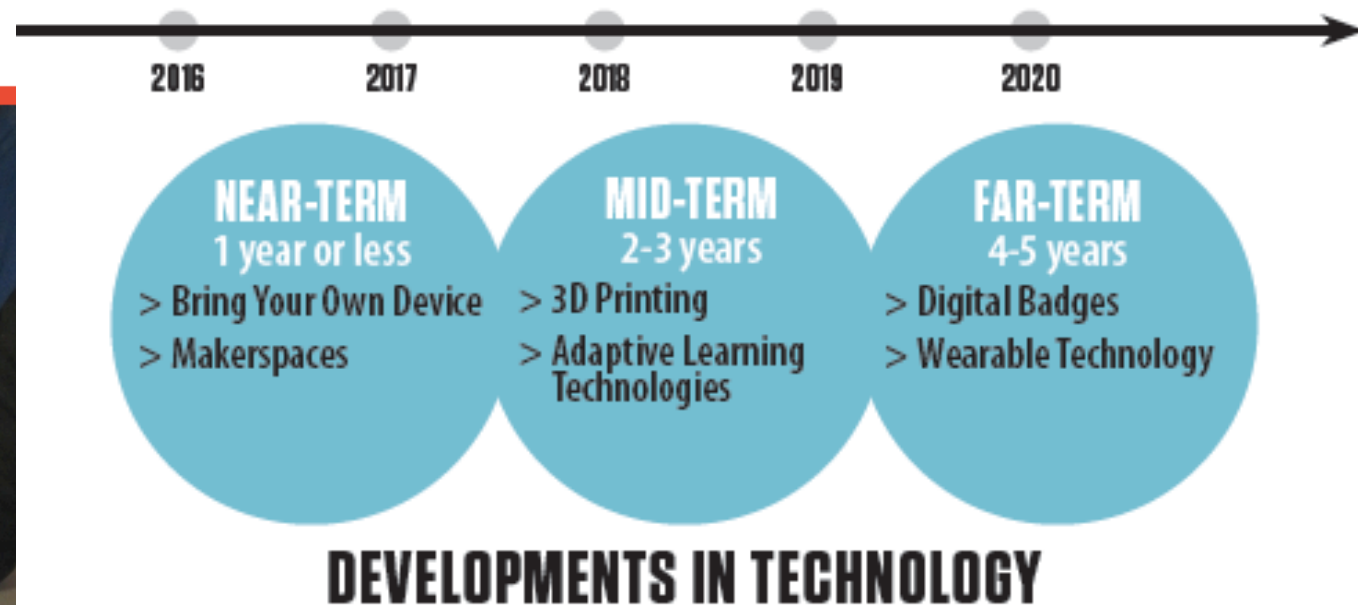 2016 2017 2018 2019 2020
NEAR-TERM
1 year or less
> Bring Your Own Device
> Makerspaces
MID-TERM
2-3 years
> 3D Printing
> Adaptive Learning
Technologies
FAR-TERM
4-5 years
> Digital Badges
> Wearable Technology
DEVELOPMENTS IN TECHNOLOGY